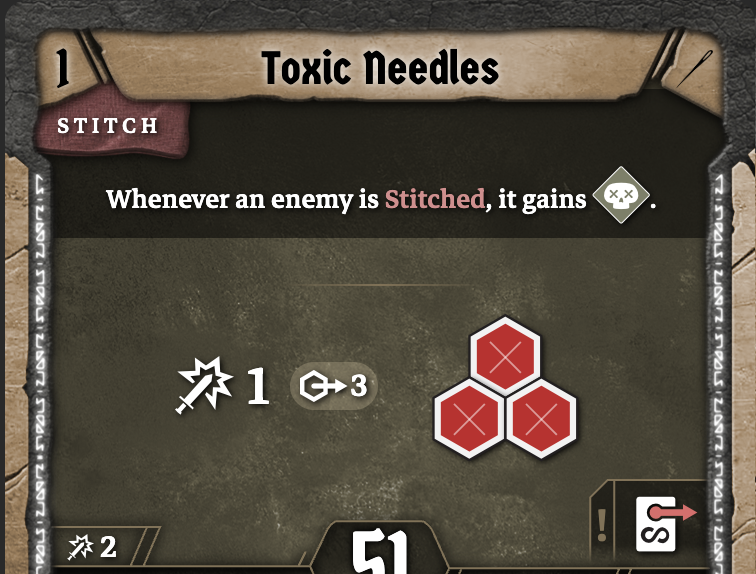 1 Toxic Needles
STITCH
Whenever an enemy is Stitched, it gains .
1 3
! S
2
51